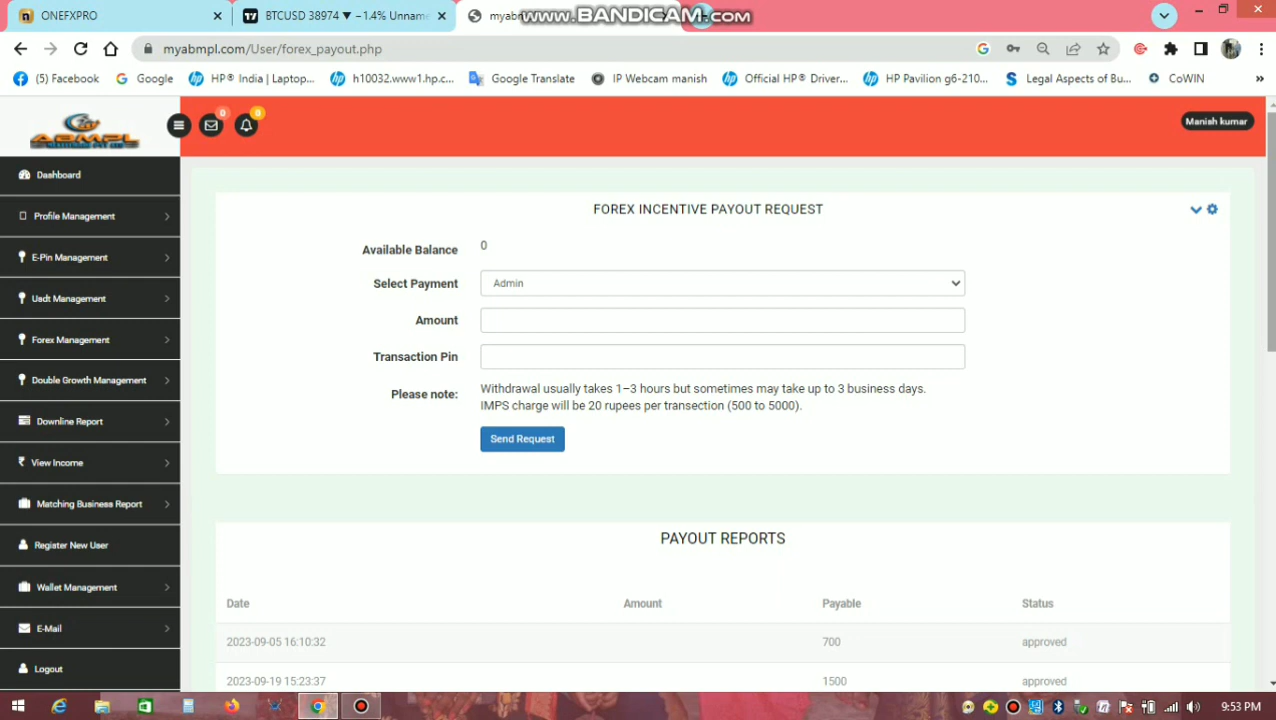 ONEFXPRO
BTCUSD 38974 ▼ −1.4% Unname
myabm
www.BANDICAM.com
myabmpl.com/User/forex_payout.php
(5) Facebook
Google
HP® India | Laptop...
h10032.www1.hp.c...
Google Translate
IP Webcam manish
Official HP® Driver...
HP Pavilion g6-210...
Legal Aspects of Bu...
CoWIN
»
ABMPL
0
0
Manish kumar
Dashboard
Profile Management
E-Pin Management
Usdt Management
Forex Management
Double Growth Management
Downline Report
View Income
Matching Business Report
Register New User
Wallet Management
E-Mail
Logout
FOREX INCENTIVE PAYOUT REQUEST
Available Balance 0
Select Payment Admin
Amount
Transaction Pin
Please note: Withdrawal usually takes 1–3 hours but sometimes may take up to 3 business days.
IMPS charge will be 20 rupees per transection (500 to 5000).
Send Request
PAYOUT REPORTS
Date Amount Payable Status
2023-09-05 16:10:32 700 approved
2023-09-19 15:23:37 1500 approved
9:53 PM